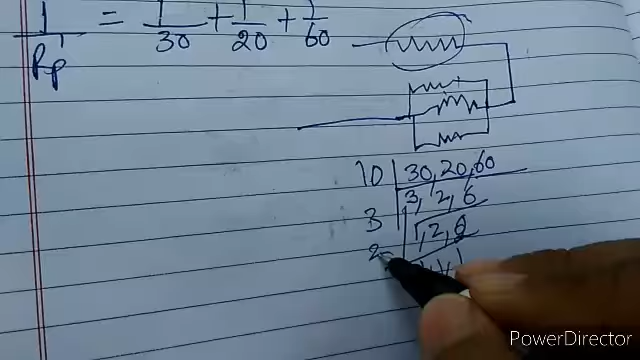 1/Rp = 1/30 + 1/20 + 1/60
10 | 30, 20, 60
3 | 3, 2, 6
2 | 1, 2, 2
PowerDirector